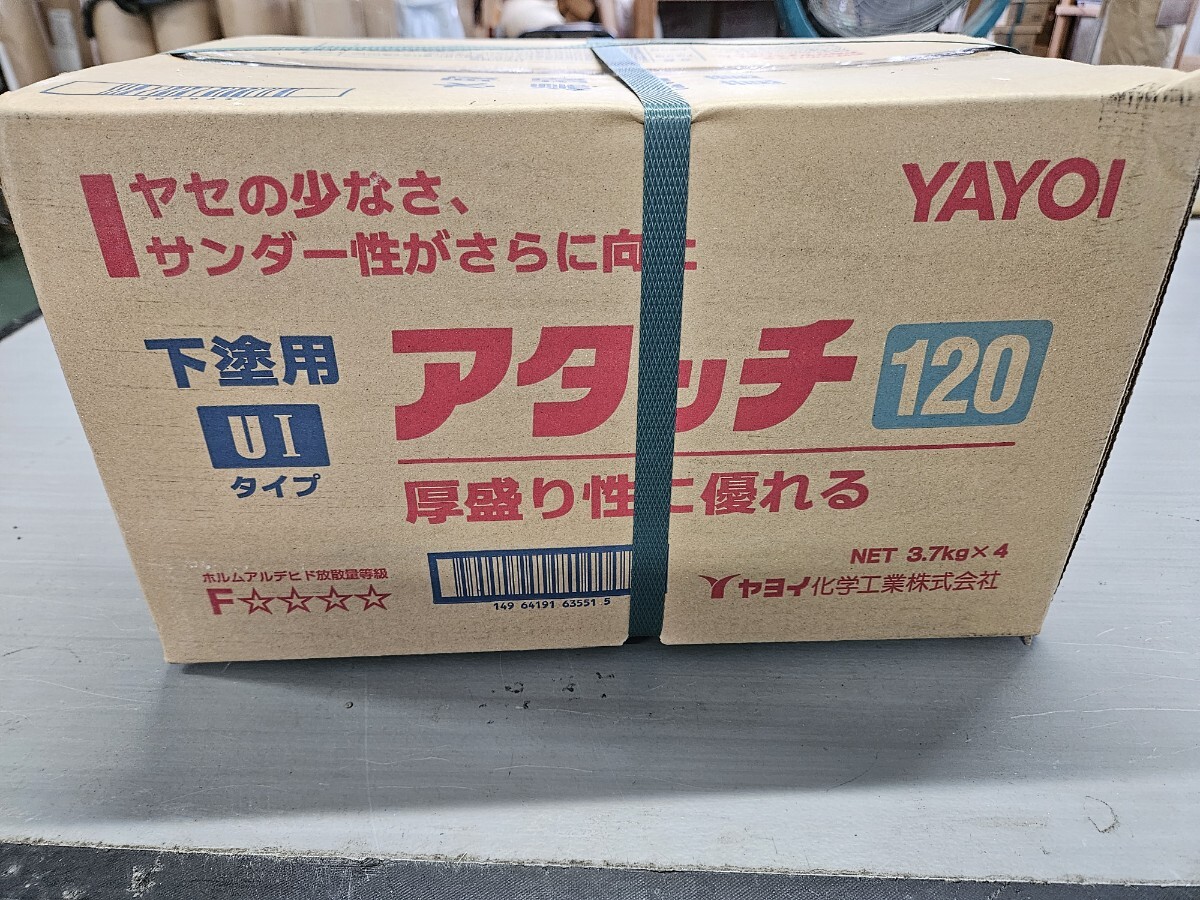 ヤセの少なさ、
サンダー性がさらに向
YAYOI
下塗用
UI
タイプ
アタッチ
120
厚盛り性に優れる
ホルムアルデヒド放散量等級
F☆☆☆☆
149 64191 63551 5
NET 3.7kg×4
ヤヨイ化学工業株式会社